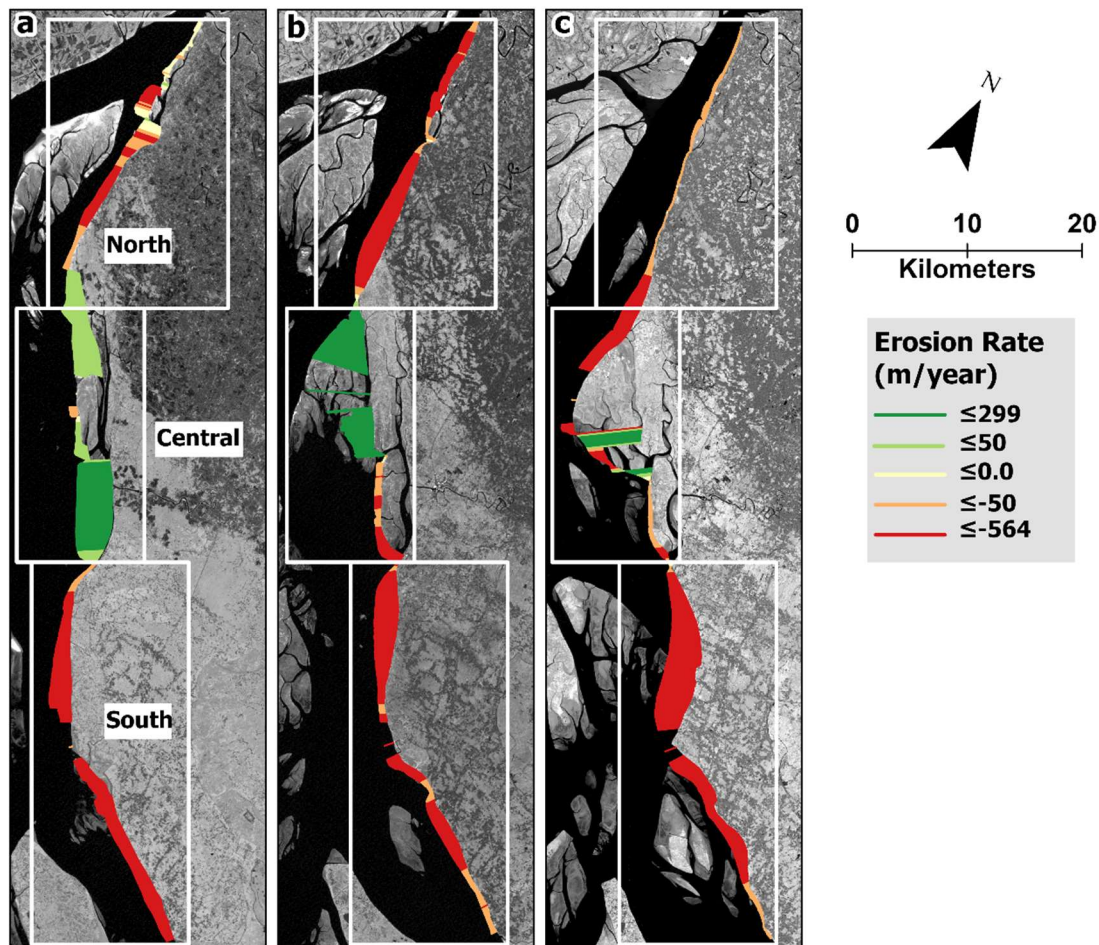 a
b
c
North
Central
South
N
0 10 20
Kilometers
Erosion Rate
(m/year)
≤299
≤50
≤0.0
≤-50
≤-564